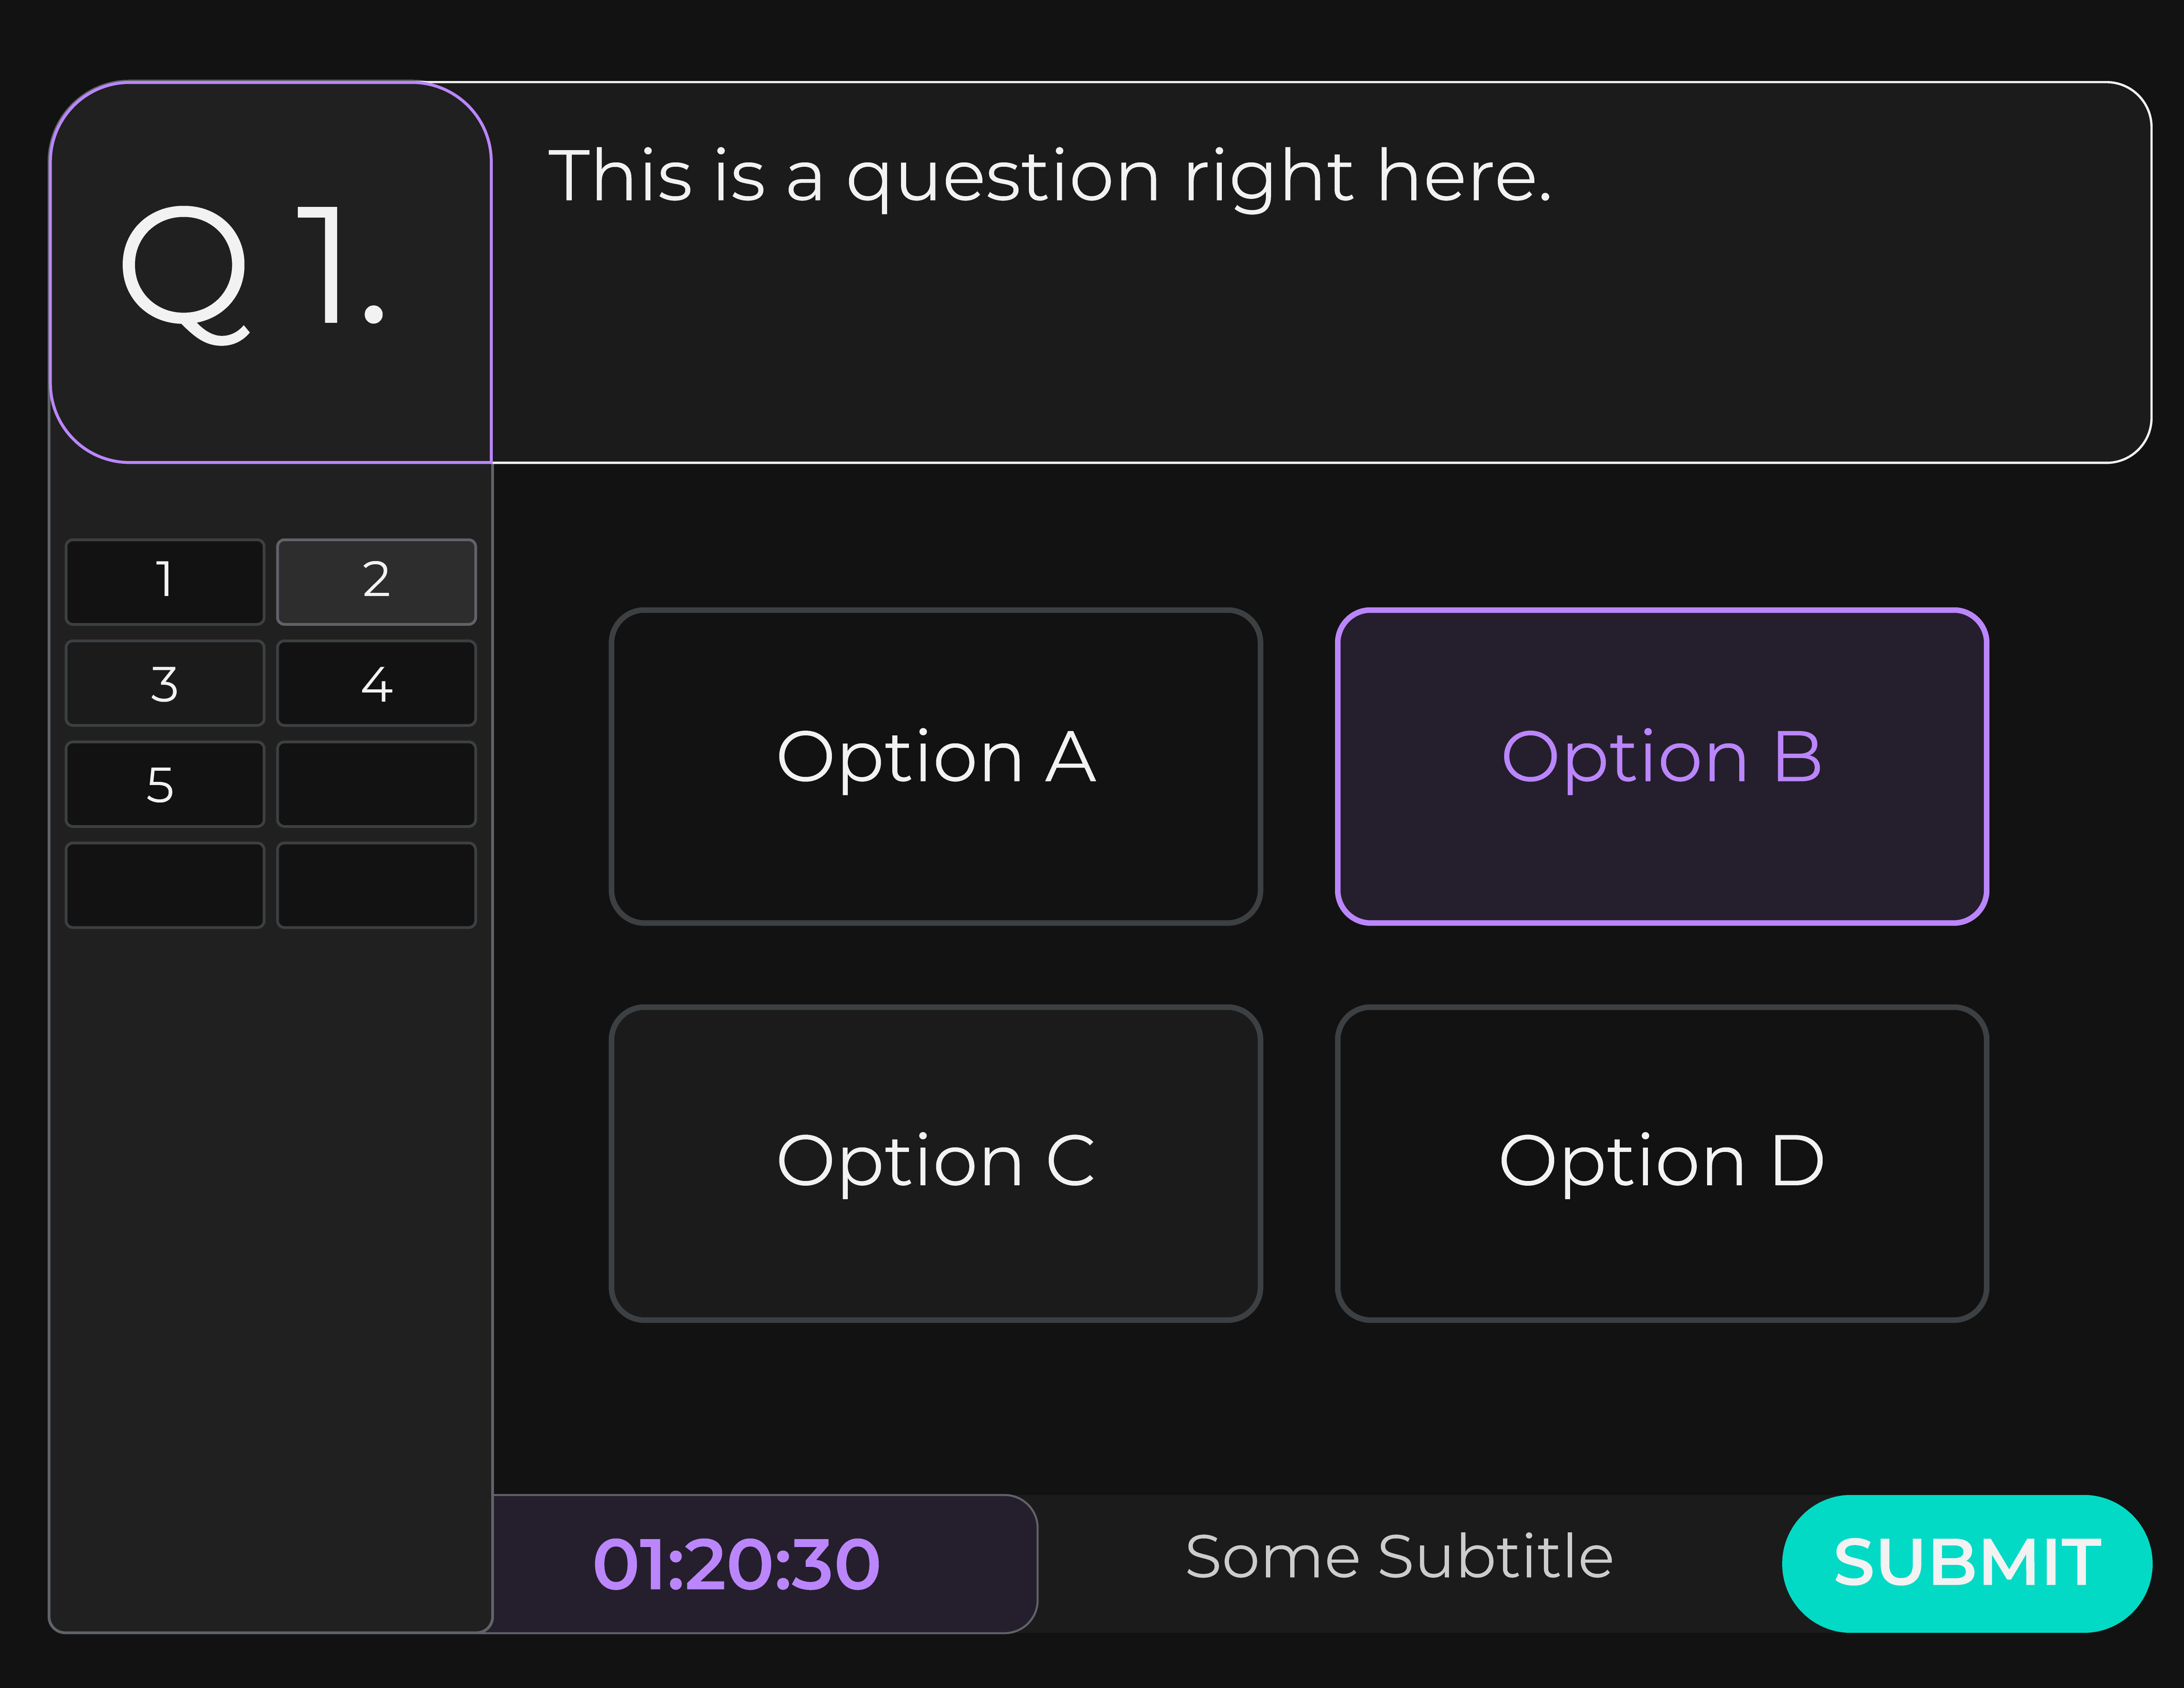 Q 1.
This is a question right here.
1
2
3
4
5
Option A
Option B
Option C
Option D
01:20:30
Some Subtitle
SUBMIT